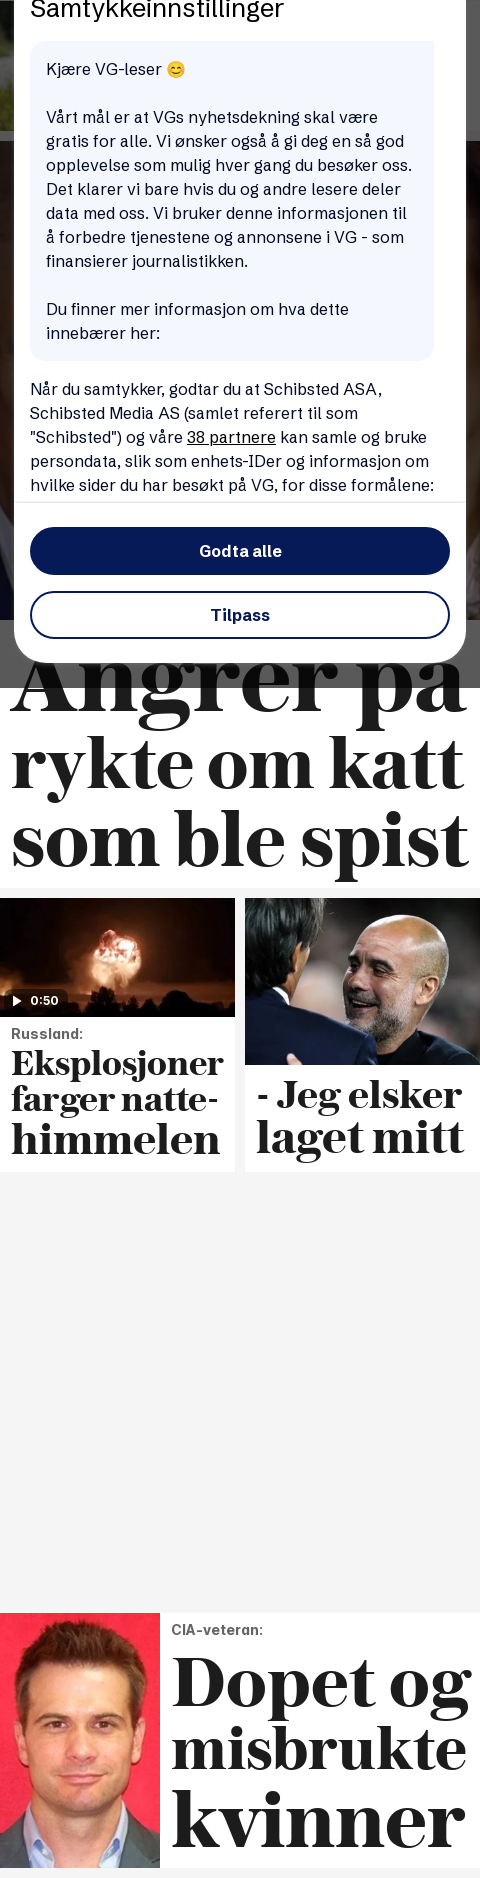 Samtykkeinnstillinger
Kjære VG-leser 😊
Vårt mål er at VGs nyhetsdekning skal være
gratis for alle. Vi ønsker også å gi deg en så god
opplevelse som mulig hver gang du besøker oss.
Det klarer vi bare hvis du og andre lesere deler
data med oss. Vi bruker denne informasjonen til
å forbedre tjenestene og annonsene i VG - som
finansierer journalistikken.
Du finner mer informasjon om hva dette
innebærer her:
Når du samtykker, godtar du at Schibsted ASA,
Schibsted Media AS (samlet referert til som
"Schibsted") og våre 38 partnere kan samle og bruke
persondata, slik som enhets-IDer og informasjon om
hvilke sider du har besøkt på VG, for disse formålene:
Godta alle
Tilpass
Angrer på
rykte om katt
som ble spist
0:50
Russland:
Eksplosjoner
farger natte-
himmelen
- Jeg elsker
laget mitt
CIA-veteran:
Dopet og
misbrukte
kvinner